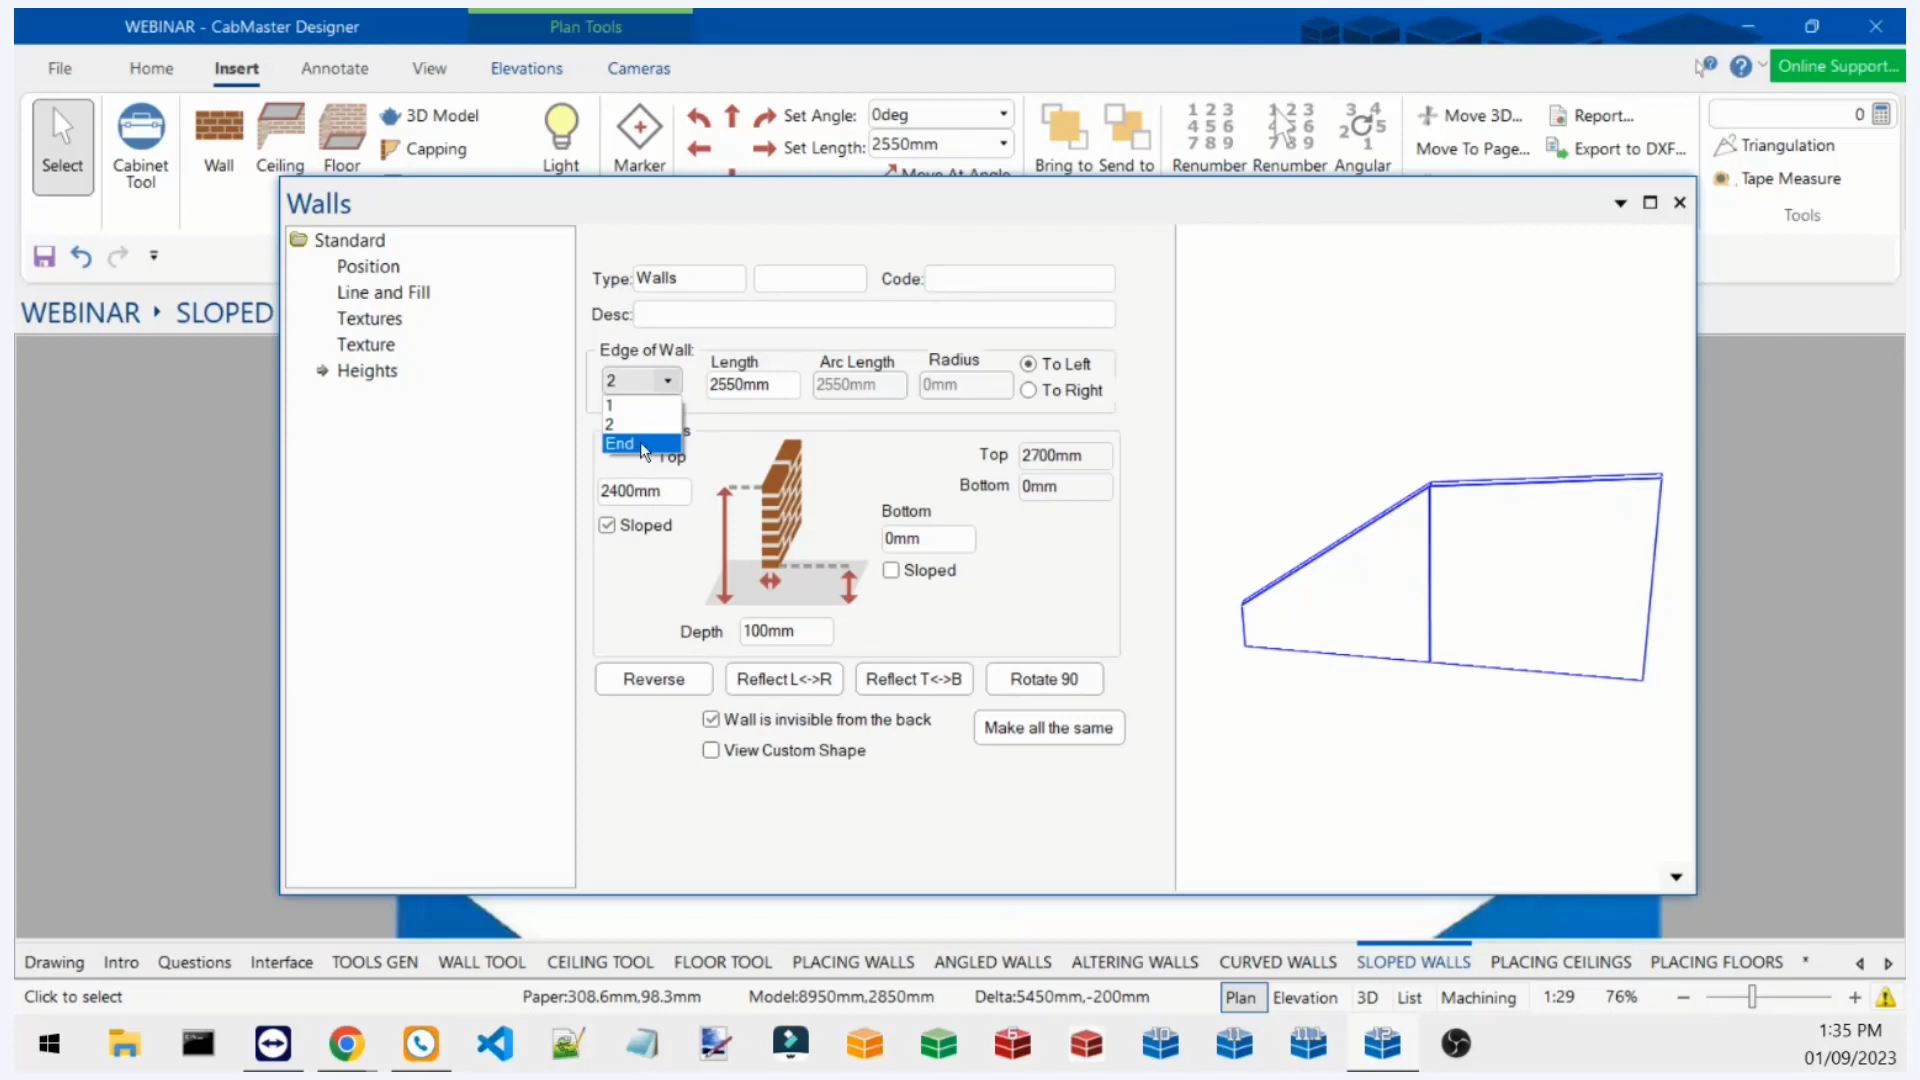 WEBINAR - CabMaster Designer
Plan Tools
File
Home
Insert
Annotate
View
Elevations
Cameras
Online Support...
Select
Cabinet Tool
Wall
Ceiling
Floor
3D Model
Capping
Light
Marker
Set Angle: 0deg
Set Length: 2550mm
Move At Angle
Bring to
Send to
Renumber
Renumber
Angular
Move 3D...
Move To Page...
Report...
Export to DXF...
0
Triangulation
Tape Measure
Tools
WEBINAR
SLOPED
Walls
Standard
Position
Line and Fill
Textures
Texture
Heights
Type: Walls
Code:
Desc:
Edge of Wall:
2
1
2
End
Length
2550mm
Arc Length
2550mm
Radius
0mm
To Left
To Right
Top
2400mm
Sloped
Top 2700mm
Bottom 0mm
Bottom
0mm
Sloped
Depth 100mm
Reverse
Reflect L<->R
Reflect T<->B
Rotate 90
Wall is invisible from the back
View Custom Shape
Make all the same
Drawing
Intro
Questions
Interface
TOOLS GEN
WALL TOOL
CEILING TOOL
FLOOR TOOL
PLACING WALLS
ANGLED WALLS
ALTERING WALLS
CURVED WALLS
SLOPED WALLS
PLACING CEILINGS
PLACING FLOORS
*
Click to select
Paper:308.6mm,98.3mm
Model:8950mm,2850mm
Delta:5450mm,-200mm
Plan
Elevation
3D
List
Machining
1:29
76%
1:35 PM
01/09/2023